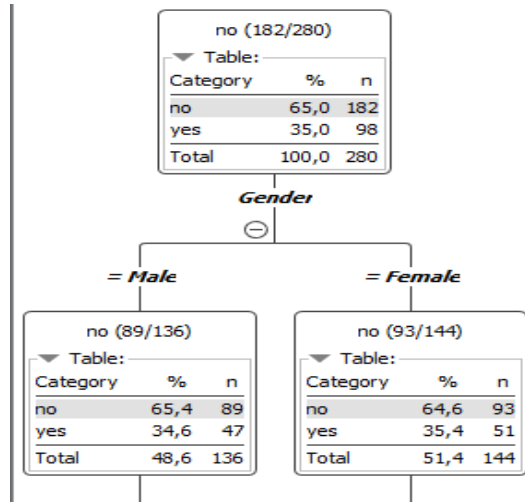 no (182/280)
Table:
Category % n
no 65,0 182
yes 35,0 98
Total 100,0 280
Gender
= Male
= Female
no (89/136)
Table:
Category % n
no 65,4 89
yes 34,6 47
Total 48,6 136
no (93/144)
Table:
Category % n
no 64,6 93
yes 35,4 51
Total 51,4 144